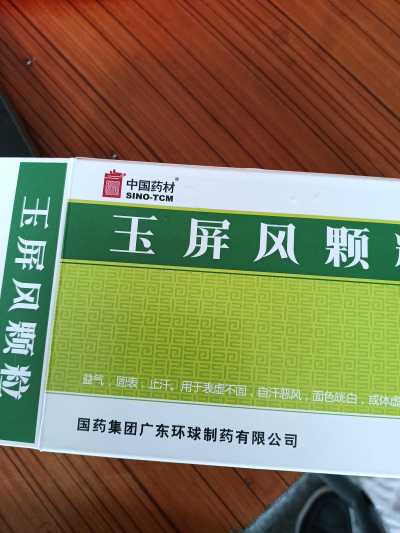 玉屏风颗粒
中国药材®
SINO-TCM
玉屏风颗
益气，固表，止汗。用于表虚不固，自汗恶风，面色㿠白，或体虚
国药集团广东环球制药有限公司